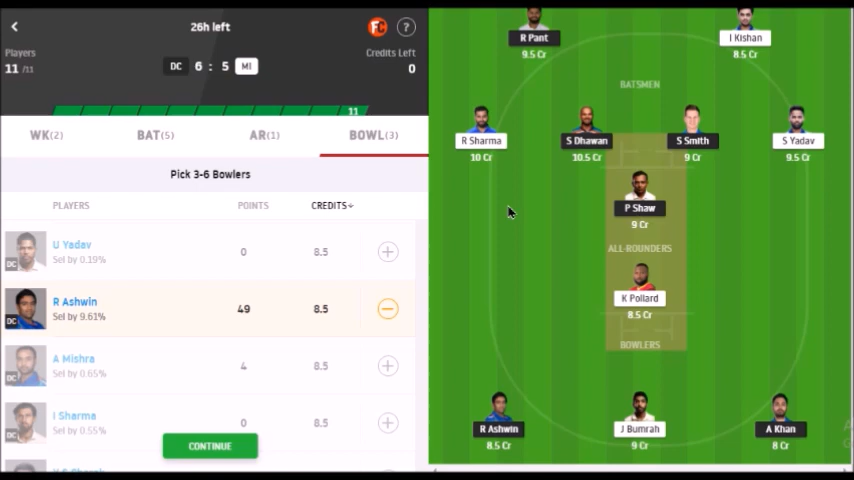 26h left
FC
?
Players
Credits Left
11 /11
DC 6 : 5 MI
0
11
WK(2) BAT(5) AR(1) BOWL(3)
Pick 3-6 Bowlers
PLAYERS POINTS CREDITS
DC
U Yadav
Sel by 0.19%
0 8.5
DC
R Ashwin
Sel by 9.61%
49 8.5
DC
A Mishra
Sel by 0.65%
4 8.5
DC
I Sharma
Sel by 0.55%
0 8.5
CONTINUE
R Pant I Kishan
9.5 Cr 8.5 Cr
BATSMEN
R Sharma S Dhawan S Smith S Yadav
10 Cr 10.5 Cr 9 Cr 9.5 Cr
P Shaw
9 Cr
ALL-ROUNDERS
K Pollard
8.5 Cr
BOWLERS
R Ashwin J Bumrah A Khan
8.5 Cr 9 Cr 8 Cr